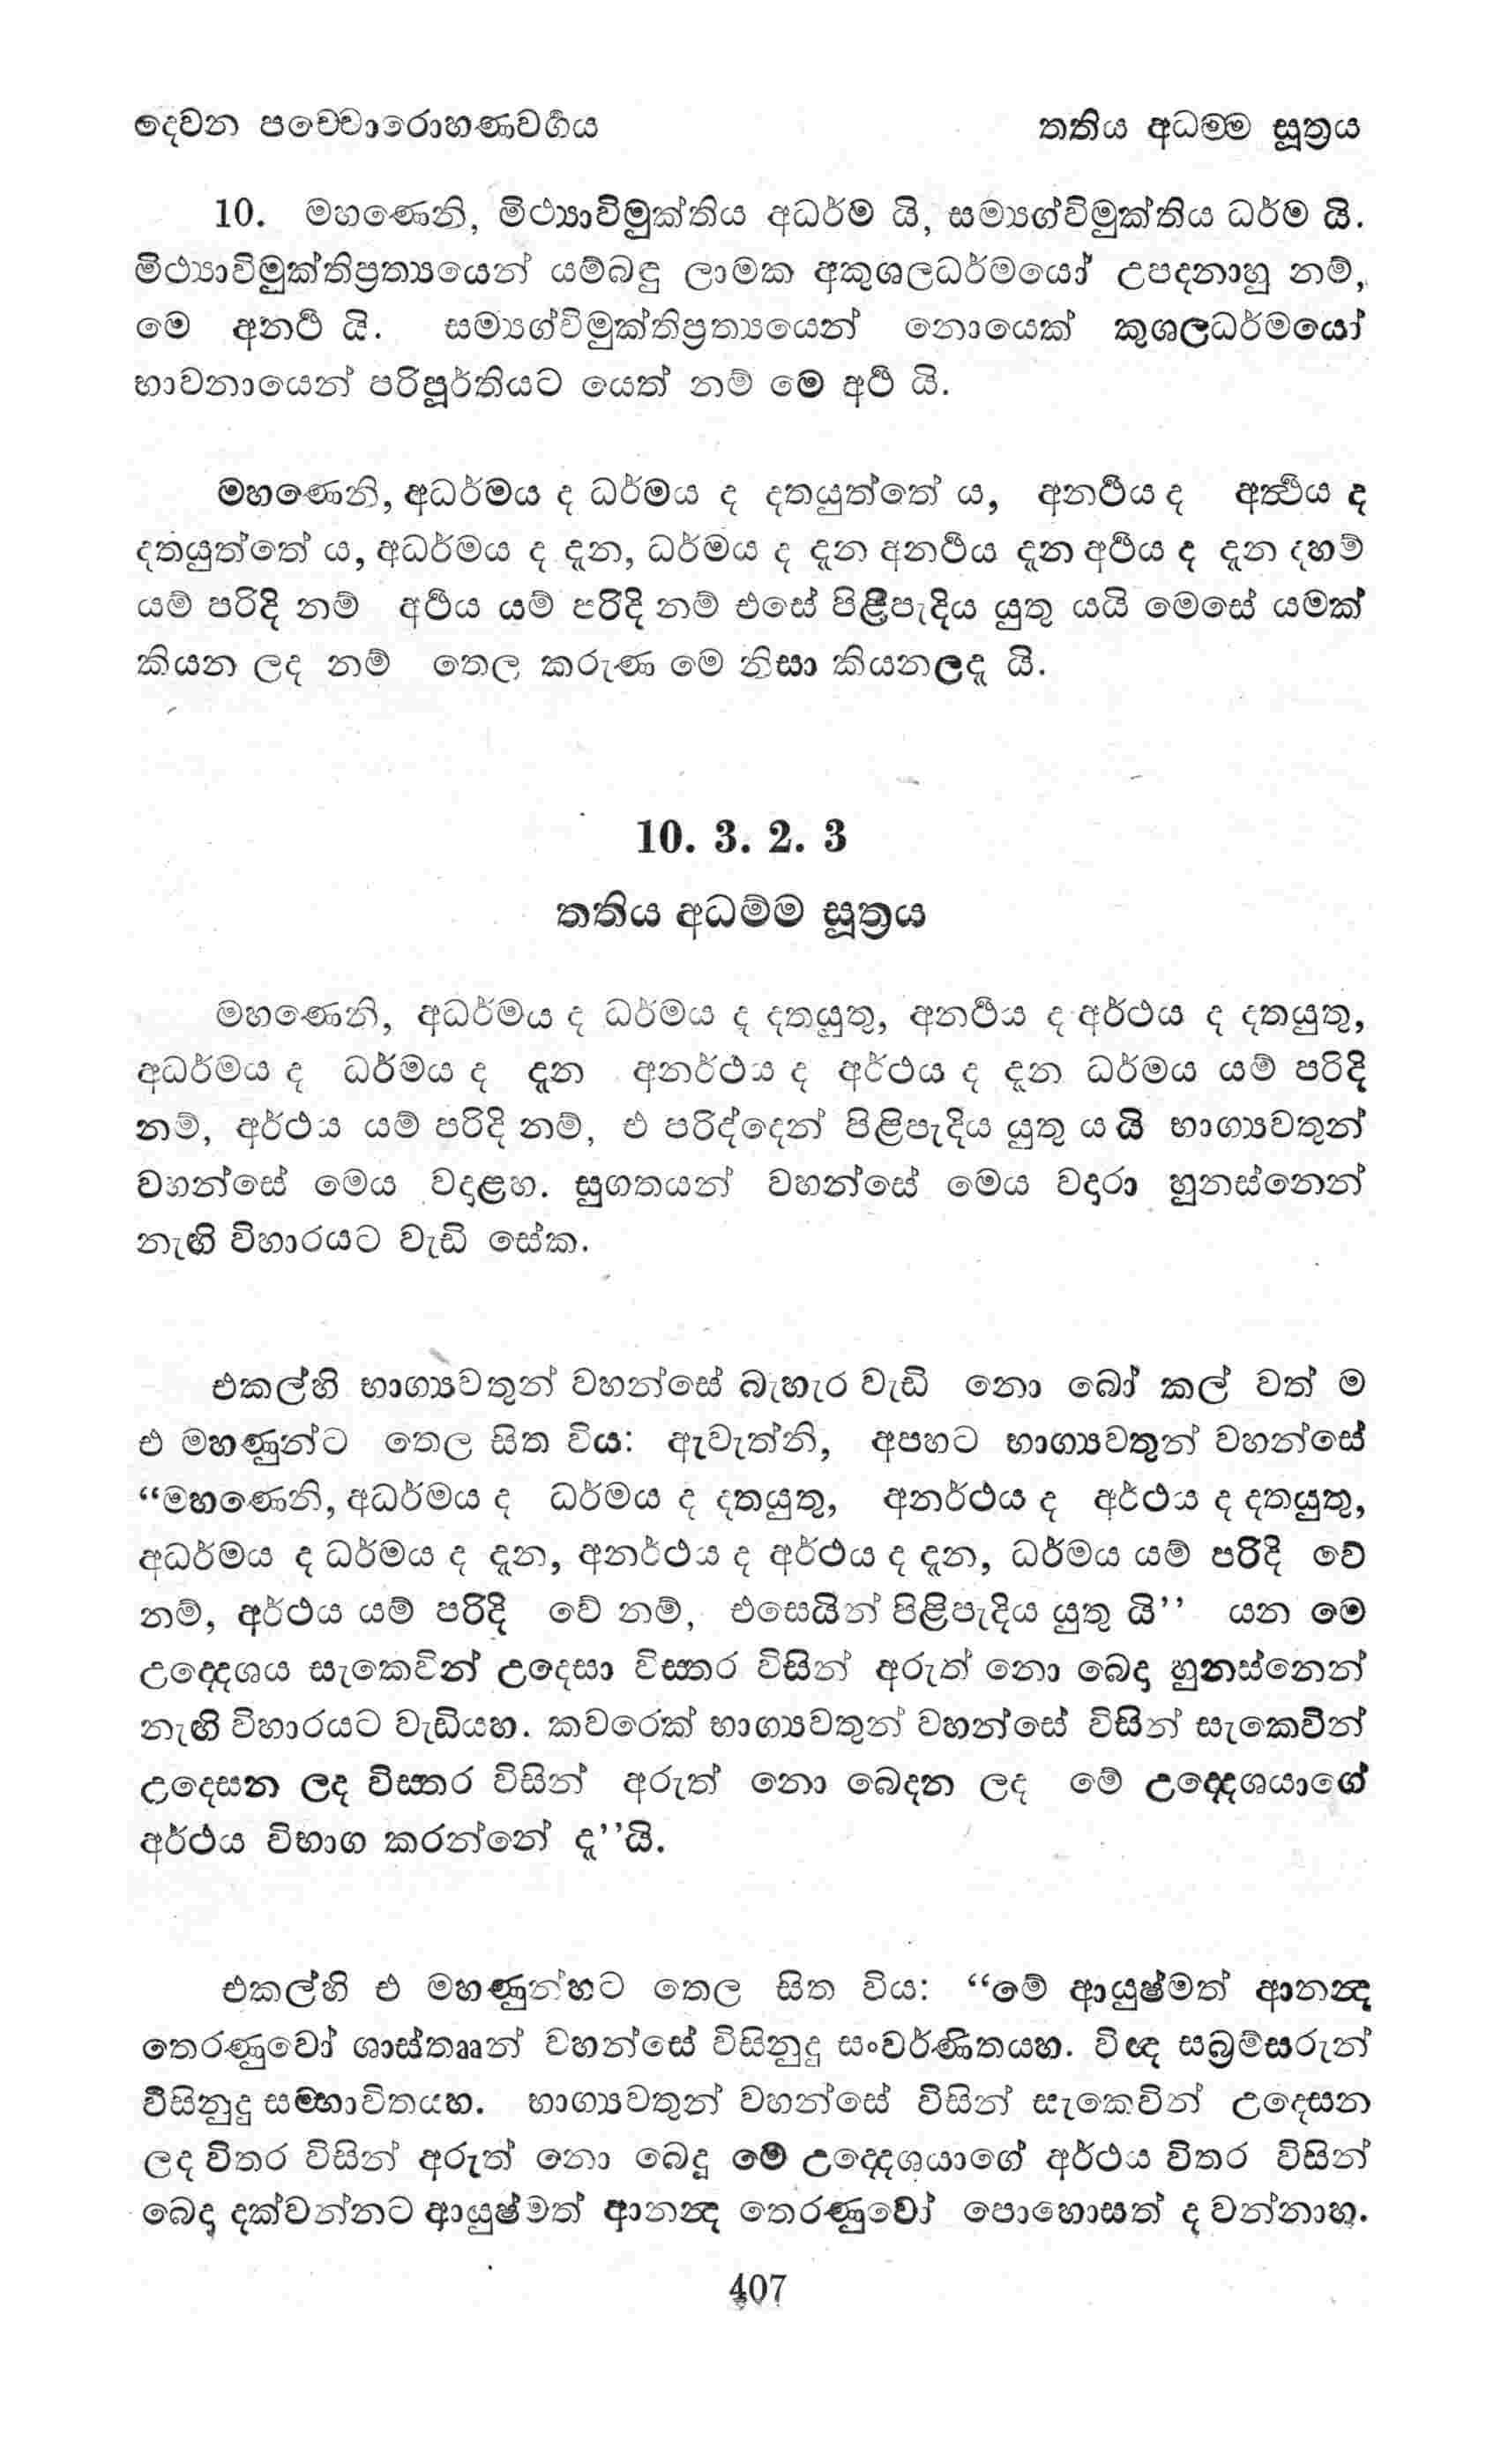 දෙවන පච්චොරොහණවර්‍ගය තතිය අධම්ම සූත්‍රය
10. මහණෙනි, මිථ්‍යාවිමුක්තිය අධර්ම යි, සම්‍යග්විමුක්තිය ධර්ම යි.
මිථ්‍යාවිමුක්තිප්‍රත්‍යයෙන් යම්බඳු ලාමක අකුශලධර්මයෝ උපදනාහු නම්,
මෙ අනර්‍ථ යි. සම්‍යග්විමුක්තිප්‍රත්‍යයෙන් නොයෙක් කුශලධර්මයෝ
භාවනායෙන් පරිපූර්තියට යෙත් නම් මෙ අර්‍ථ යි.
මහණෙනි, අධර්මය ද ධර්මය ද දතයුත්තේ ය, අනර්‍ථය ද අර්‍ත්‍ථය ද
දතයුත්තේ ය, අධර්මය ද දැන, ධර්මය ද දැන අනර්‍ථය දැන අර්‍ථය ද දැන දහම්
යම් පරිදි නම් අර්‍ථය යම් පරිදි නම් එසේ පිළීපැදිය යුතු යයි මෙසේ යමක්
කියන ලද නම් තෙල කරුණ මෙ නිසා කියනලදැ යි.
10. 3. 2. 3
තතිය අධම්ම සූත්‍රය
මහණෙනි, අධර්මය ද ධර්මය ද දතයුතු, අනර්‍ථය ද අර්ථය ද දතයුතු,
අධර්මය ද ධර්මය ද දැන අනර්ථය ද අර්ථය ද දැන ධර්මය යම් පරිදි
නම්, අර්ථය යම් පරිදි නම්, එ පරිද්දෙන් පිළිපැදිය යුතු යයි භාග්‍යවතුන්
වහන්සේ මෙය වදාළහ. සුගතයන් වහන්සේ මෙය වදාරා හුනස්නෙන්
නැඟි විහාරයට වැඩි සේක.
එකල්හි භාග්‍යවතුන් වහන්සේ බැහැර වැඩි නො බෝ කල් වත් ම
එ මහණුන්ට තෙල සිත විය: ඇවැත්නි, අපහට භාග්‍යවතුන් වහන්සේ
“මහණෙනි, අධර්මය ද ධර්මය ද දතයුතු, අනර්ථය ද අර්ථය ද දතයුතු,
අධර්මය ද ධර්මය ද දැන, අනර්ථය ද අර්ථය ද දැන, ධර්මය යම් පරිදි වේ
නම්, අර්ථය යම් පරිදි වේ නම්, එසෙයින් පිළිපැදිය යුතු යි’’ යන මෙ
උද්දෙශය සැකෙවින් උදෙසා විස්තර විසින් අරුත් නො බෙදා හුනස්නෙන්
නැඟි විහාරයට වැඩියහ. කවරෙක් භාග්‍යවතුන් වහන්සේ විසින් සැකෙවින්
උදෙසන ලද විස්තර විසින් අරුත් නො බෙදන ලද මේ උද්දෙශයාගේ
අර්ථය විභාග කරන්නේ දැ’’යි.
එකල්හි එ මහණුන්හට තෙල සිත විය: “මේ ආයුෂ්මත් ආනන්‍ද
තෙරණුවෝ ශාස්තෲන් වහන්සේ විසිනුදු සංවර්ණිතයහ. විඥ සබ්‍රම්සරුන්
විසිනුදු සම්භාවිතයහ. භාග්‍යවතුන් වහන්සේ විසින් සැකෙවින් උදෙසන
ලද විතර විසින් අරුත් නො බෙදූ මෙ උද්දෙශයාගේ අර්ථය විතර විසින්
බෙදා දක්වන්නට ආයුෂ්මත් ආනන්‍ද තෙරණුවෝ පොහොසත් ද වන්නාහු.
407